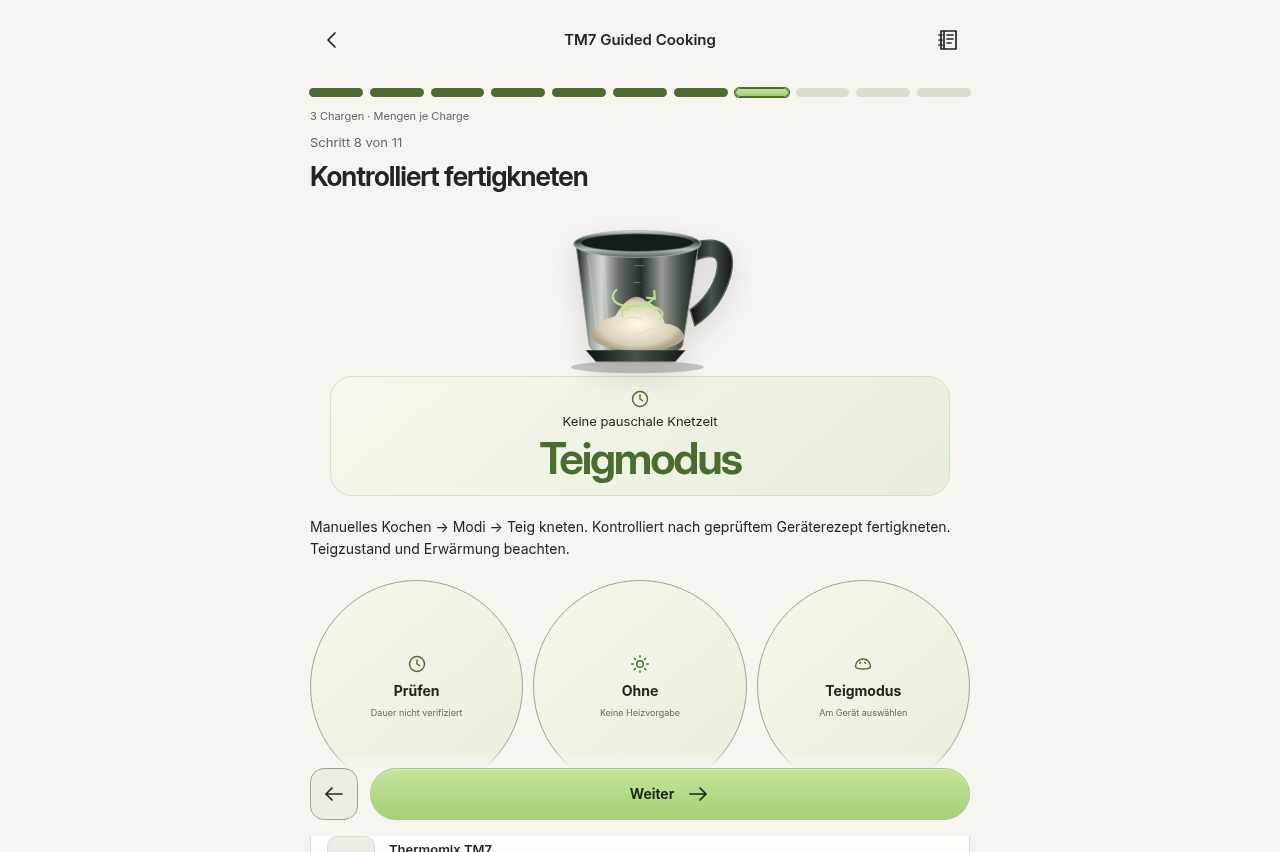 TM7 Guided Cooking
3 Chargen · Mengen je Charge
Schritt 8 von 11
Kontrolliert fertigkneten
Keine pauschale Knetzeit
Teigmodus
Manuelles Kochen → Modi → Teig kneten. Kontrolliert nach geprüftem Geräterezept fertigkneten.
Teigzustand und Erwärmung beachten.
Prüfen
Dauer nicht verifiziert
Ohne
Keine Heizvorgabe
Teigmodus
Am Gerät auswählen
Weiter →
Thermomix TM7